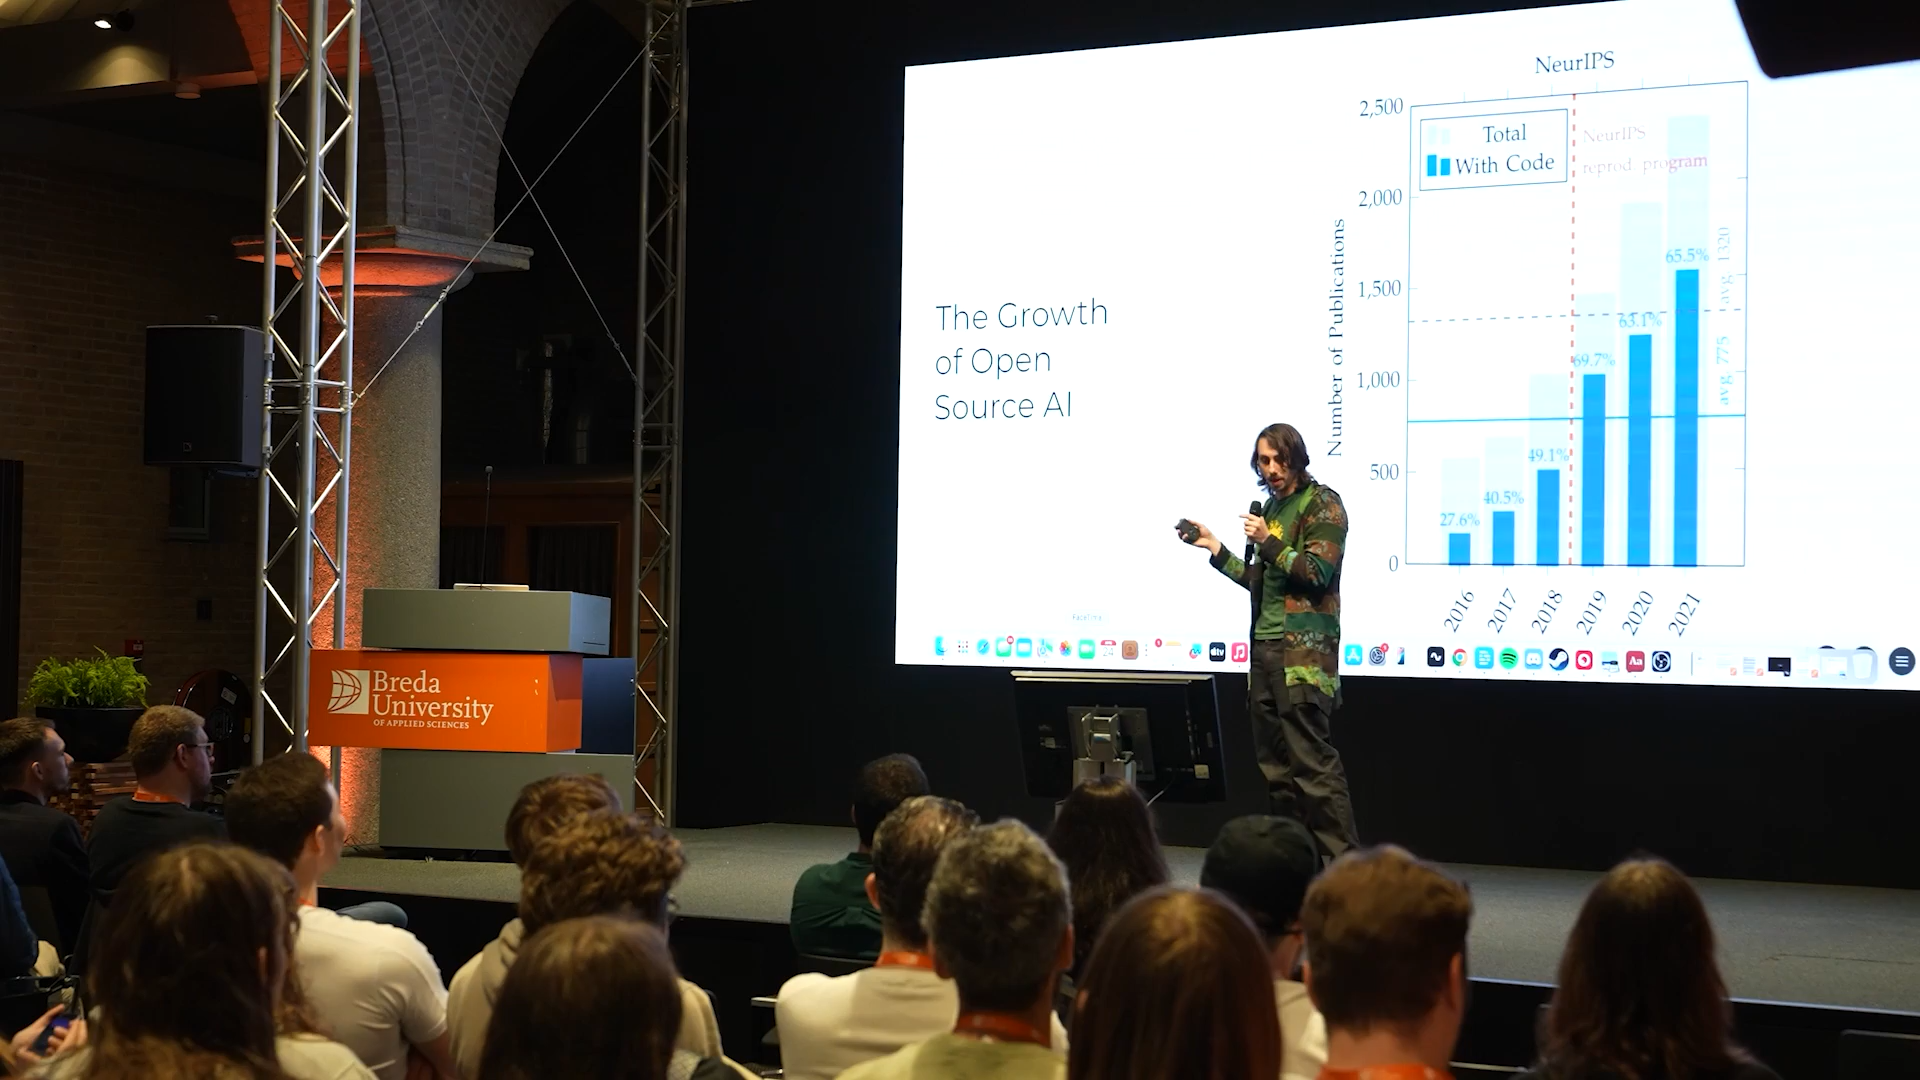 The Growth
of Open
Source AI
NeurIPS
Total
With Code
NeurIPS
reprod. program
Number of Publications
2,500
2,000
1,500
1,000
500
0
27.6%
40.5%
49.1%
69.7%
63.1%
65.5%
avg. 1320
avg. 775
2016
2017
2018
2019
2020
2021
tv
Aa
Breda
University
OF APPLIED SCIENCES